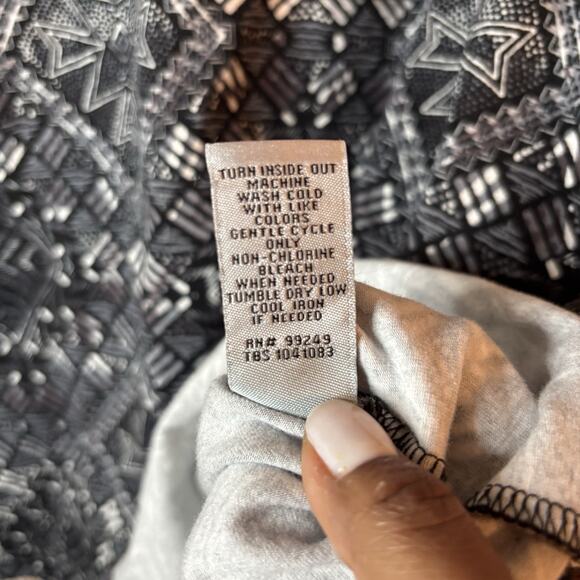 TURN INSIDE OUT
MACHINE
WASH COLD
WITH LIKE
COLORS
GENTLE CYCLE
ONLY
NON-CHLORINE
BLEACH
WHEN NEEDED
TUMBLE DRY LOW
COOL IRON
IF NEEDED
RN# 99249
TBS 1041083